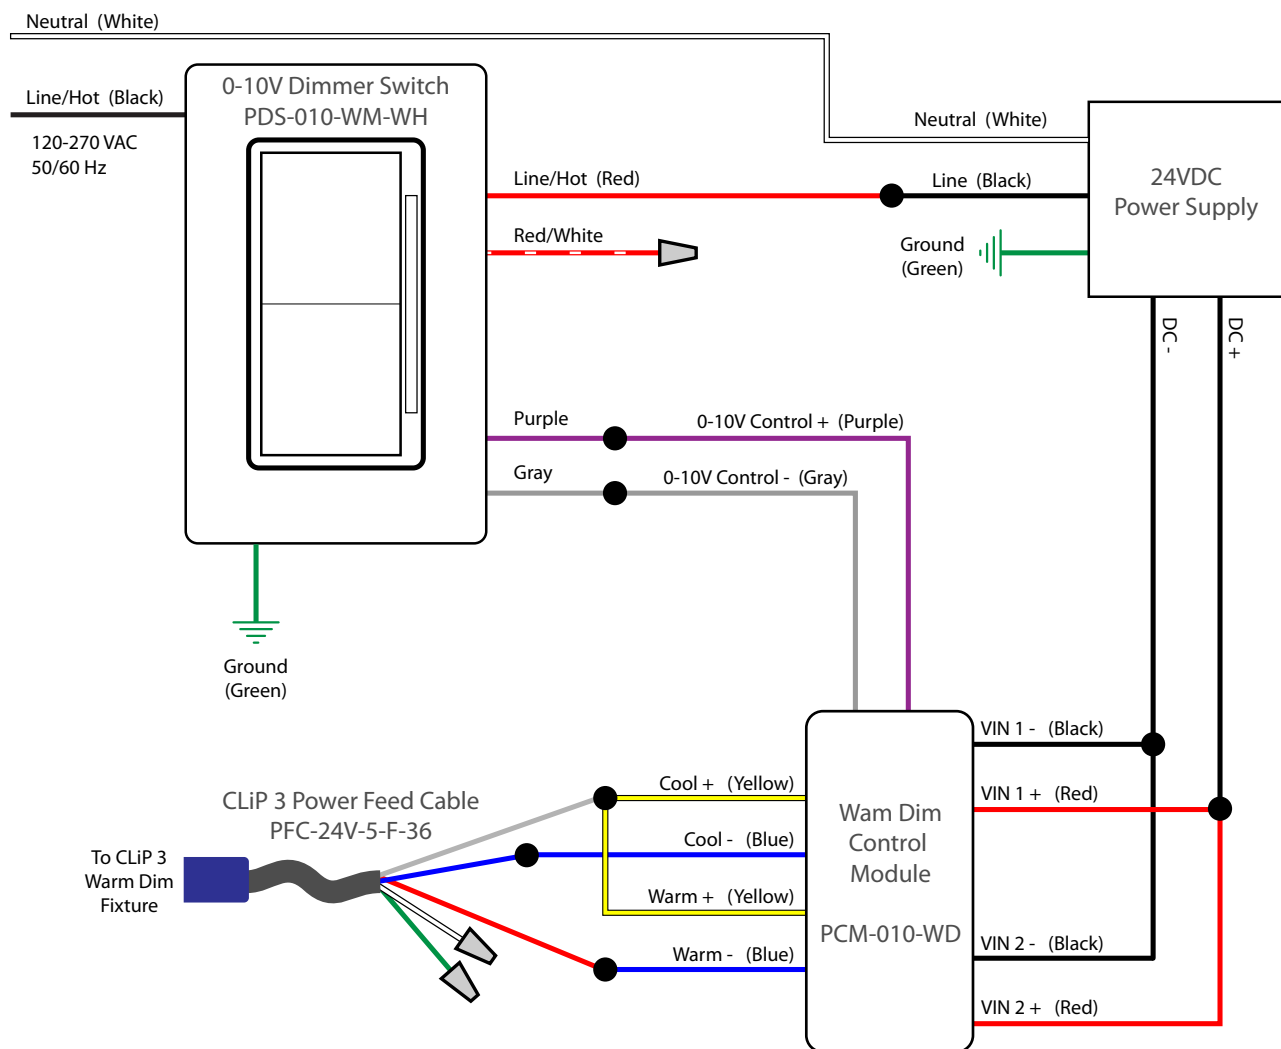 Neutral (White)
Line/Hot (Black)
120-270 VAC
50/60 Hz
0-10V Dimmer Switch
PDS-010-WM-WH
Neutral (White)
Line/Hot (Red)
Line (Black)
24VDC
Power Supply
Red/White
Ground
(Green)
DC -
DC +
Purple
0-10V Control + (Purple)
Gray
0-10V Control - (Gray)
Ground
(Green)
VIN 1 - (Black)
Cool + (Yellow)
VIN 1 + (Red)
CLiP 3 Power Feed Cable
PFC-24V-5-F-36
Wam Dim
Control
Module
Cool - (Blue)
To CLiP 3
Warm Dim
Fixture
Warm + (Yellow)
PCM-010-WD
VIN 2 - (Black)
Warm - (Blue)
VIN 2 + (Red)